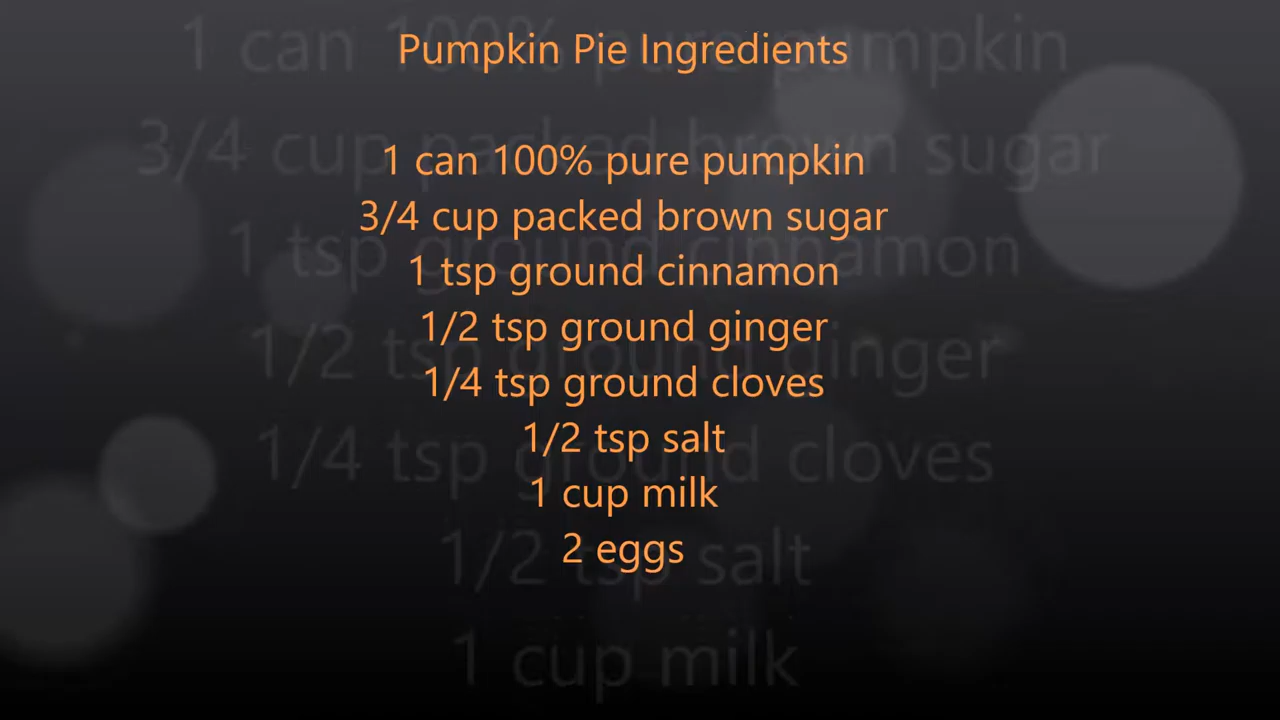 Pumpkin Pie Ingredients
1 can 100% pure pumpkin
3/4 cup packed brown sugar
1 tsp ground cinnamon
1/2 tsp ground ginger
1/4 tsp ground cloves
1/2 tsp salt
1 cup milk
2 eggs